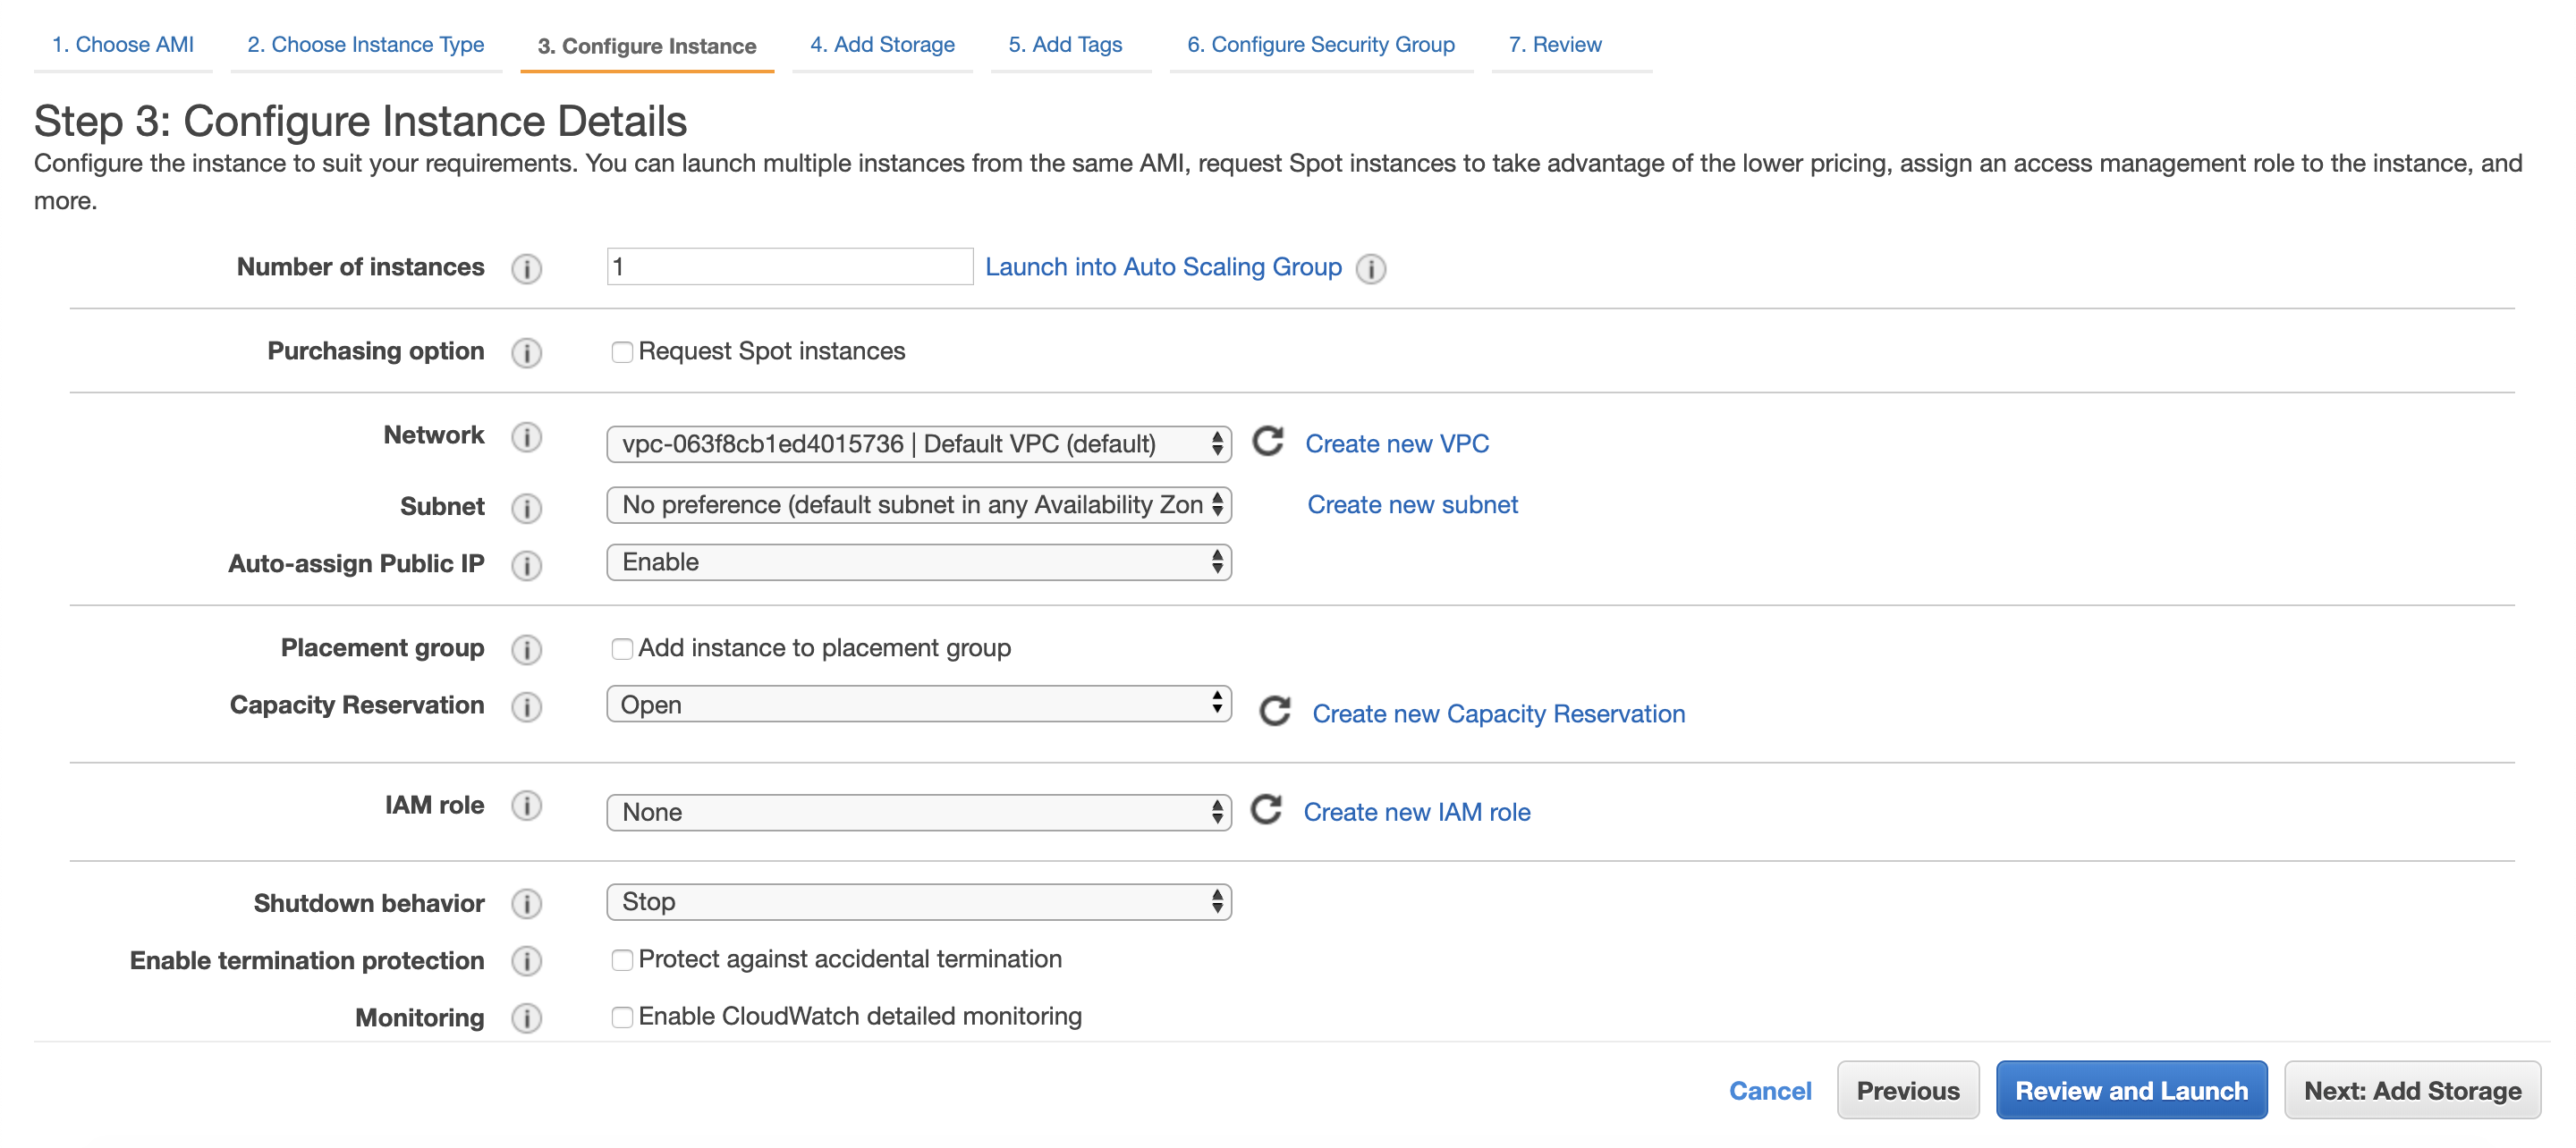 1. Choose AMI 2. Choose Instance Type 3. Configure Instance 4. Add Storage 5. Add Tags 6. Configure Security Group 7. Review
Step 3: Configure Instance Details
Configure the instance to suit your requirements. You can launch multiple instances from the same AMI, request Spot instances to take advantage of the lower pricing, assign an access management role to the instance, and
more.
Number of instances i 1 Launch into Auto Scaling Group i
Purchasing option i Request Spot instances
Network i vpc-063f8cb1ed4015736 | Default VPC (default) Create new VPC
Subnet i No preference (default subnet in any Availability Zon Create new subnet
Auto-assign Public IP i Enable
Placement group i Add instance to placement group
Capacity Reservation i Open Create new Capacity Reservation
IAM role i None Create new IAM role
Shutdown behavior i Stop
Enable termination protection i Protect against accidental termination
Monitoring i Enable CloudWatch detailed monitoring
Cancel Previous Review and Launch Next: Add Storage